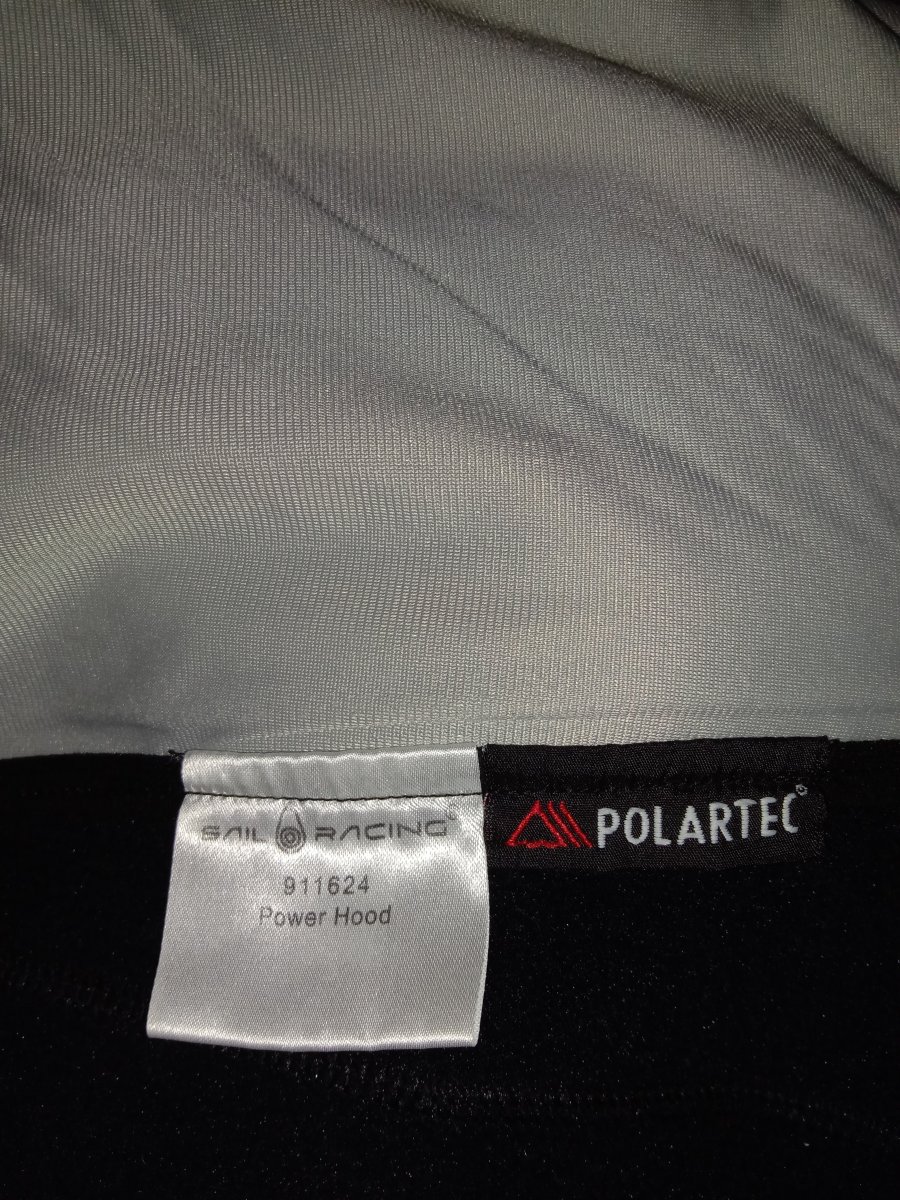 SAIL RACING®
911624
Power Hood
POLARTEC®